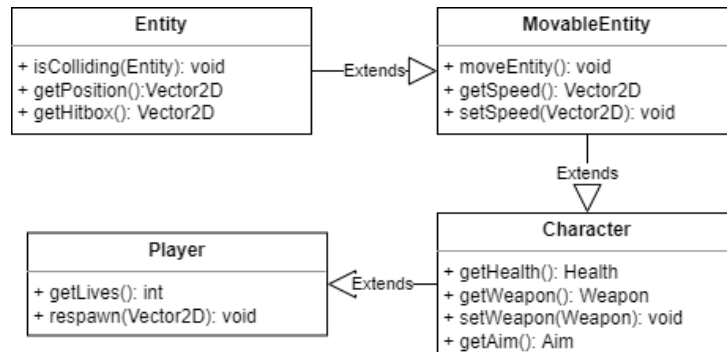 Entity
+ isColliding(Entity): void
+ getPosition():Vector2D
+ getHitbox(): Vector2D
Extends
MovableEntity
+ moveEntity(): void
+ getSpeed(): Vector2D
+ setSpeed(Vector2D): void
Extends
Character
+ getHealth(): Health
+ getWeapon(): Weapon
+ setWeapon(Weapon): void
+ getAim(): Aim
Extends
Player
+ getLives(): int
+ respawn(Vector2D): void